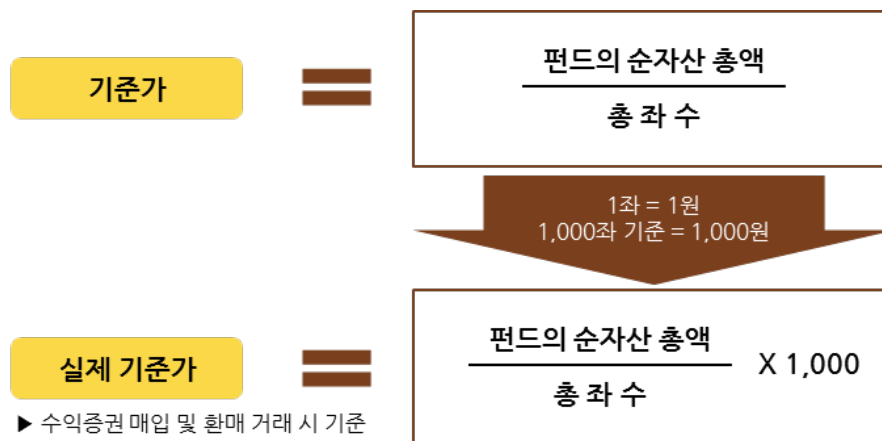 기준가
펀드의 순자산 총액
총 좌 수
1좌 = 1원
1,000좌 기준 = 1,000원
실제 기준가
펀드의 순자산 총액
총 좌 수
X 1,000
▶ 수익증권 매입 및 환매 거래 시 기준